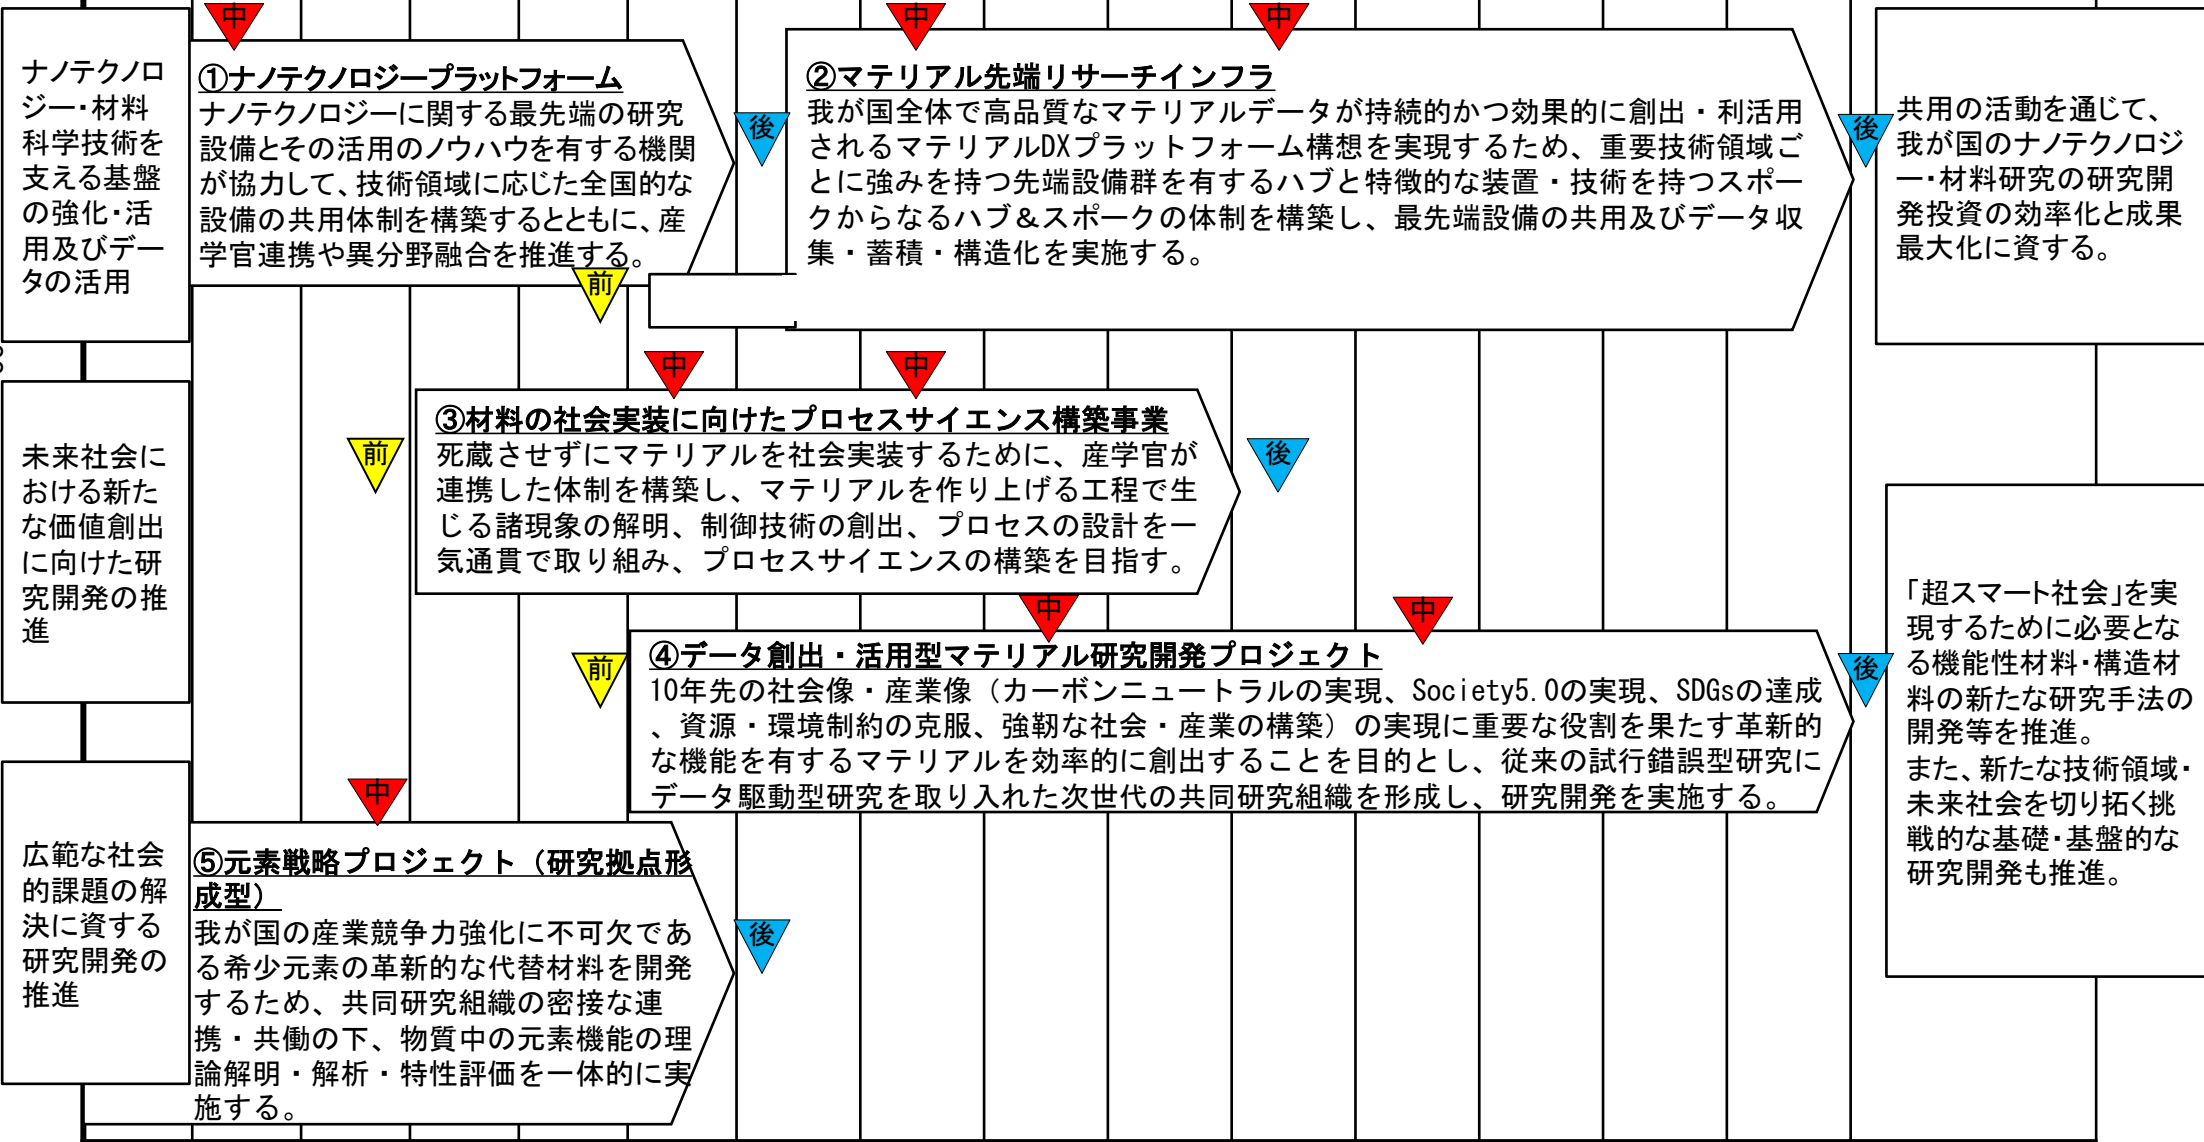 中
中
中
ナノテクノロ
ジー・材料
科学技術を
支える基盤
の強化・活
用及びデー
タの活用
①ナノテクノロジープラットフォーム
ナノテクノロジーに関する最先端の研究
設備とその活用のノウハウを有する機関
が協力して、技術領域に応じた全国的な
設備の共用体制を構築するとともに、産
学官連携や異分野融合を推進する。
前
後
②マテリアル先端リサーチインフラ
我が国全体で高品質なマテリアルデータが持続的かつ効果的に創出・利活用
されるマテリアルDXプラットフォーム構想を実現するため、重要技術領域ご
とに強みを持つ先端設備群を有するハブと特徴的な装置・技術を持つスポー
クからなるハブ＆スポークの体制を構築し、最先端設備の共用及びデータ収
集・蓄積・構造化を実施する。
後
共用の活動を通じて、
我が国のナノテクノロジ
ー・材料研究の研究開
発投資の効率化と成果
最大化に資する。
中
中
未来社会に
おける新た
な価値創出
に向けた研
究開発の推
進
前
③材料の社会実装に向けたプロセスサイエンス構築事業
死蔵させずにマテリアルを社会実装するために、産学官が
連携した体制を構築し、マテリアルを作り上げる工程で生
じる諸現象の解明、制御技術の創出、プロセスの設計を一
気通貫で取り組み、プロセスサイエンスの構築を目指す。
後
中
中
前
④データ創出・活用型マテリアル研究開発プロジェクト
10年先の社会像・産業像（カーボンニュートラルの実現、Society5.0の実現、SDGsの達成
、資源・環境制約の克服、強靭な社会・産業の構築）の実現に重要な役割を果たす革新的
な機能を有するマテリアルを効率的に創出することを目的とし、従来の試行錯誤型研究に
データ駆動型研究を取り入れた次世代の共同研究組織を形成し、研究開発を実施する。
後
「超スマート社会」を実
現するために必要とな
る機能性材料・構造材
料の新たな研究手法の
開発等を推進。
また、新たな技術領域・
未来社会を切り拓く挑
戦的な基礎・基盤的な
研究開発も推進。
中
広範な社会
的課題の解
決に資する
研究開発の
推進
⑤元素戦略プロジェクト（研究拠点形
成型）
我が国の産業競争力強化に不可欠であ
る希少元素の革新的な代替材料を開発
するため、共同研究組織の密接な連
携・共働の下、物質中の元素機能の理
論解明・解析・特性評価を一体的に実
施する。
後